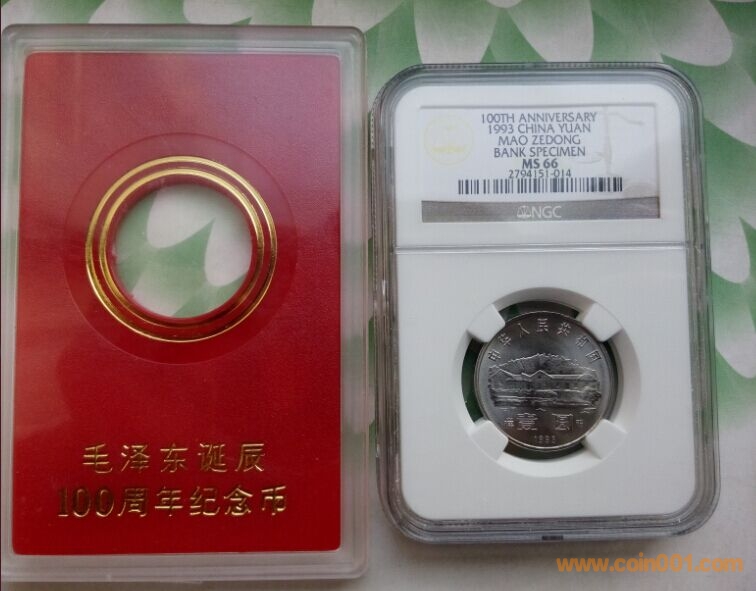 毛泽东诞辰
100周年纪念币
100TH ANNIVERSARY
1993 CHINA YUAN
MAO ZEDONG
BANK SPECIMEN
MS 66
2794151-014
NGC
中华人民共和国
壹圆
1993
www.coin001.com